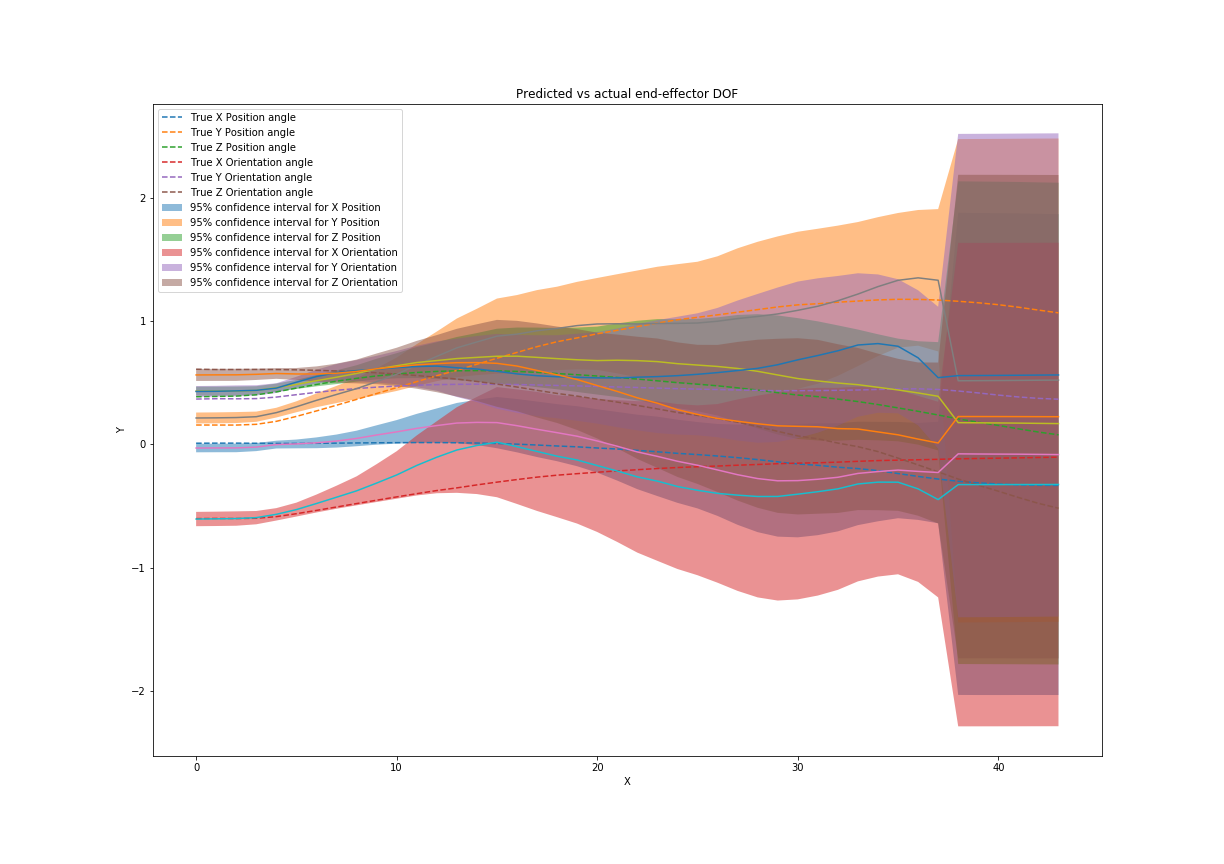 Predicted vs actual end-effector DOF
True X Position angle
True Y Position angle
True Z Position angle
True X Orientation angle
True Y Orientation angle
True Z Orientation angle
95% confidence interval for X Position
95% confidence interval for Y Position
95% confidence interval for Z Position
95% confidence interval for X Orientation
95% confidence interval for Y Orientation
95% confidence interval for Z Orientation
2
1
0
−1
−2
Y
0
10
20
30
40
X